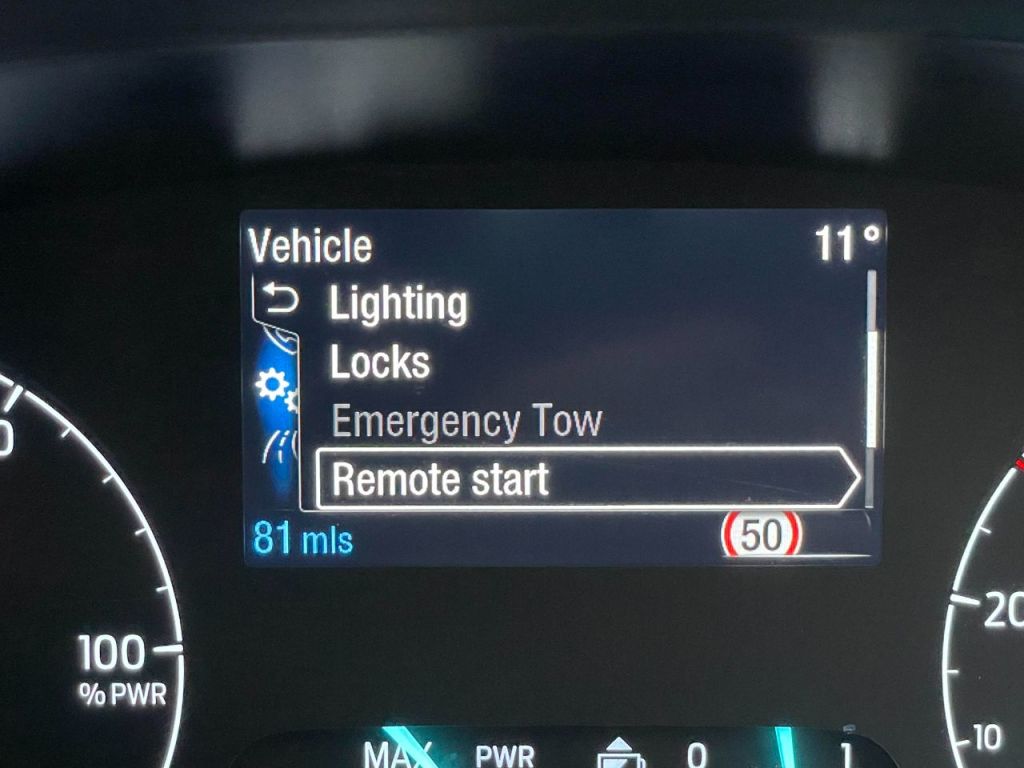 Vehicle 11°
Lighting
Locks
Emergency Tow
Remote start
81 mls
50
0
100
% PWR
20
10
MAX PWR 0 1